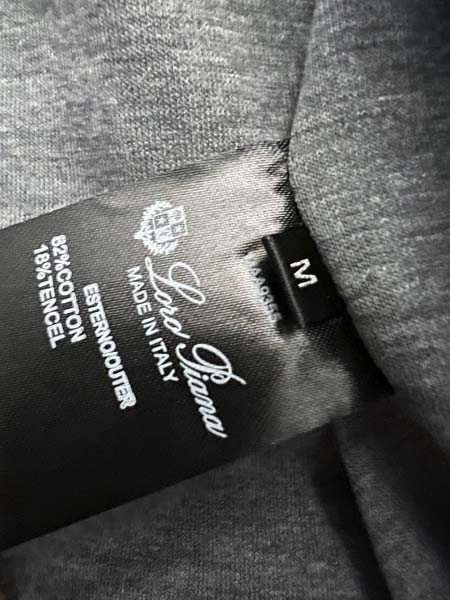 M
Loro Piana
MADE IN ITALY
ESTERNO/OUTER
82%COTTON
18%TENCEL